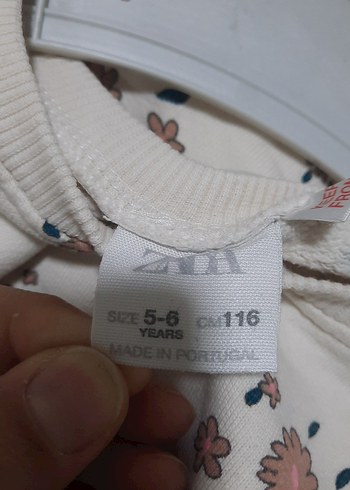 ZARA
SIZE 5-6 CM 116
YEARS
MADE IN PORTUGAL